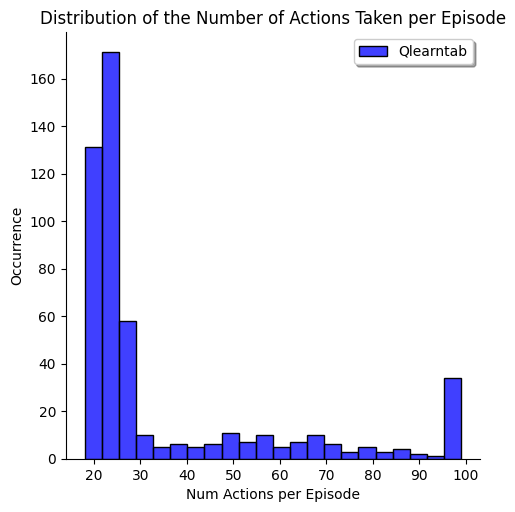 Distribution of the Number of Actions Taken per Episode
Qlearntab
Occurrence
160
140
120
100
80
60
40
20
0
20 30 40 50 60 70 80 90 100
Num Actions per Episode